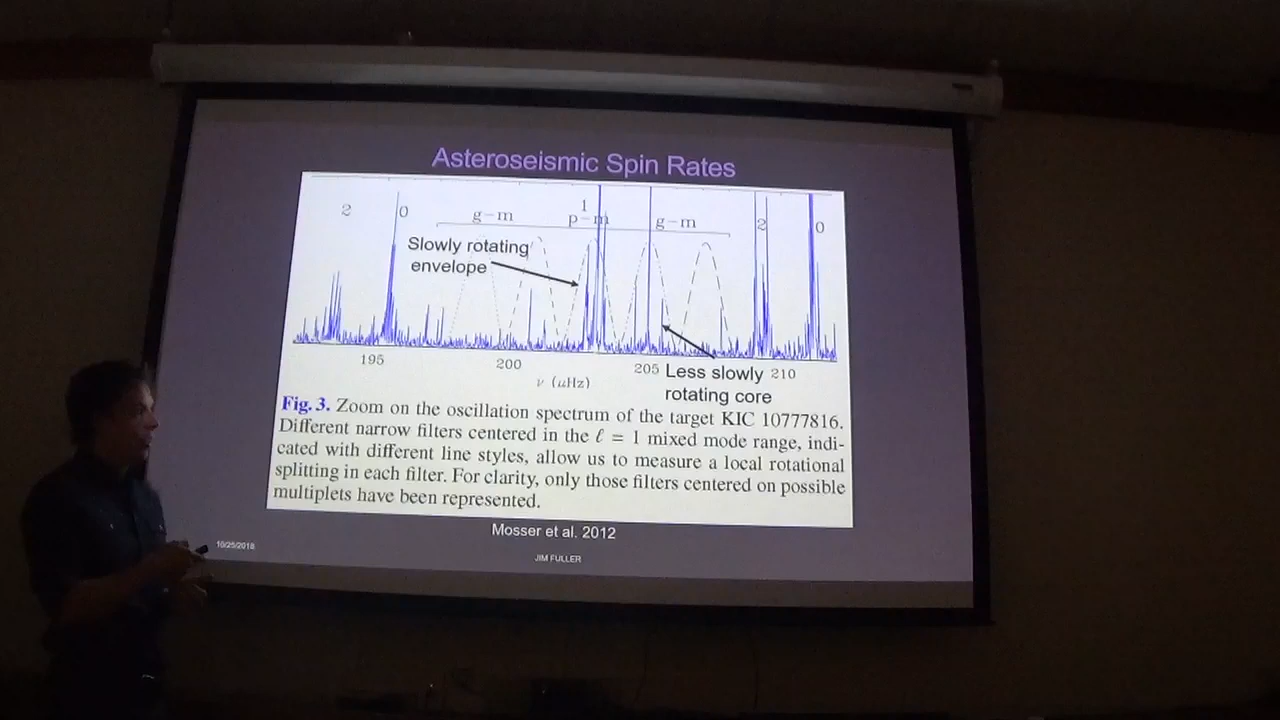 Asteroseismic Spin Rates
2 0 g-m 1 p-m g-m 2 0
Slowly rotating
envelope
195 200 205 210
ν (μHz)
Less slowly
rotating core
Fig. 3. Zoom on the oscillation spectrum of the target KIC 10777816.
Different narrow filters centered in the ℓ = 1 mixed mode range, indi-
cated with different line styles, allow us to measure a local rotational
splitting in each filter. For clarity, only those filters centered on possible
multiplets have been represented.
Mosser et al. 2012
10/25/2018
JIM FULLER